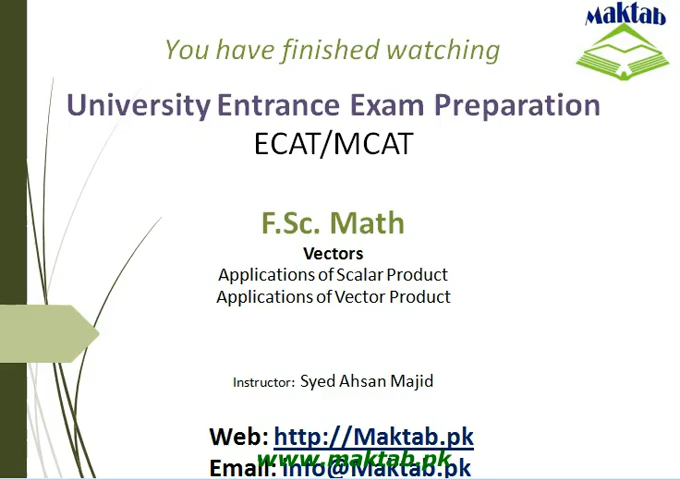 Maktab
You have finished watching
University Entrance Exam Preparation
ECAT/MCAT
F.Sc. Math
Vectors
Applications of Scalar Product
Applications of Vector Product
Instructor: Syed Ahsan Majid
Web: http://Maktab.pk
www.maktab.pk
Email: info@Maktab.pk